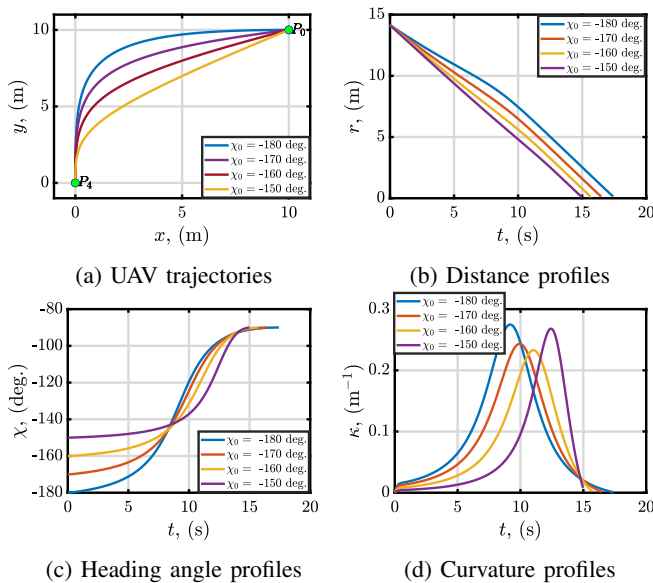 10
5
0
y, (m)
P₀
P₄
χ₀ = -180 deg.
χ₀ = -170 deg.
χ₀ = -160 deg.
χ₀ = -150 deg.
0 5 10
x, (m)
(a) UAV trajectories
15
10
5
0
r, (m)
χ₀ = -180 deg.
χ₀ = -170 deg.
χ₀ = -160 deg.
χ₀ = -150 deg.
0 5 10 15 20
t, (s)
(b) Distance profiles
-80
-100
-120
-140
-160
-180
χ, (deg.)
χ₀ = -180 deg.
χ₀ = -170 deg.
χ₀ = -160 deg.
χ₀ = -150 deg.
0 5 10 15 20
t, (s)
(c) Heading angle profiles
0.3
0.2
0.1
0
κ, (m⁻¹)
χ₀ = -180 deg.
χ₀ = -170 deg.
χ₀ = -160 deg.
χ₀ = -150 deg.
0 5 10 15 20
t, (s)
(d) Curvature profiles